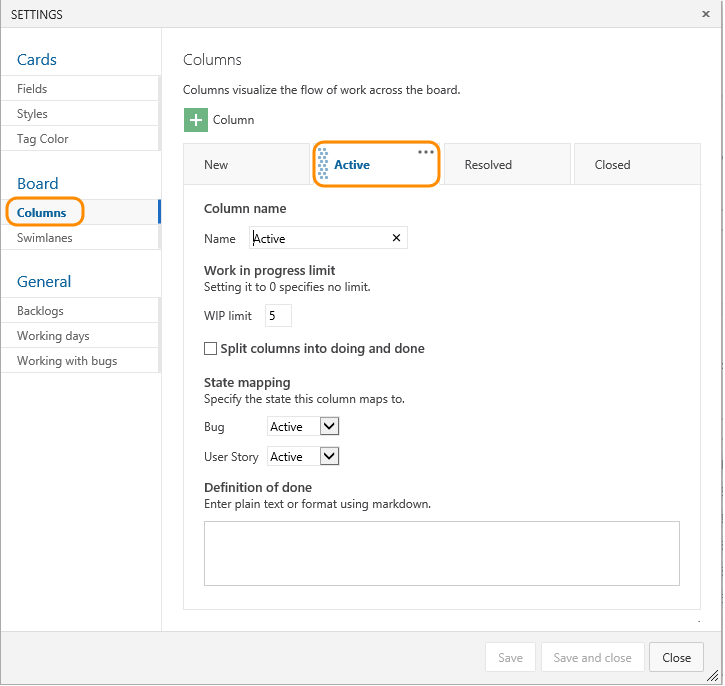 SETTINGS
Cards
Fields
Styles
Tag Color
Board
Columns
Swimlanes
General
Backlogs
Working days
Working with bugs
Columns
Columns visualize the flow of work across the board.
+ Column
New Active Resolved Closed
Column name
Name Active
Work in progress limit
Setting it to 0 specifies no limit.
WIP limit 5
Split columns into doing and done
State mapping
Specify the state this column maps to.
Bug Active
User Story Active
Definition of done
Enter plain text or format using markdown.
Save Save and close Close